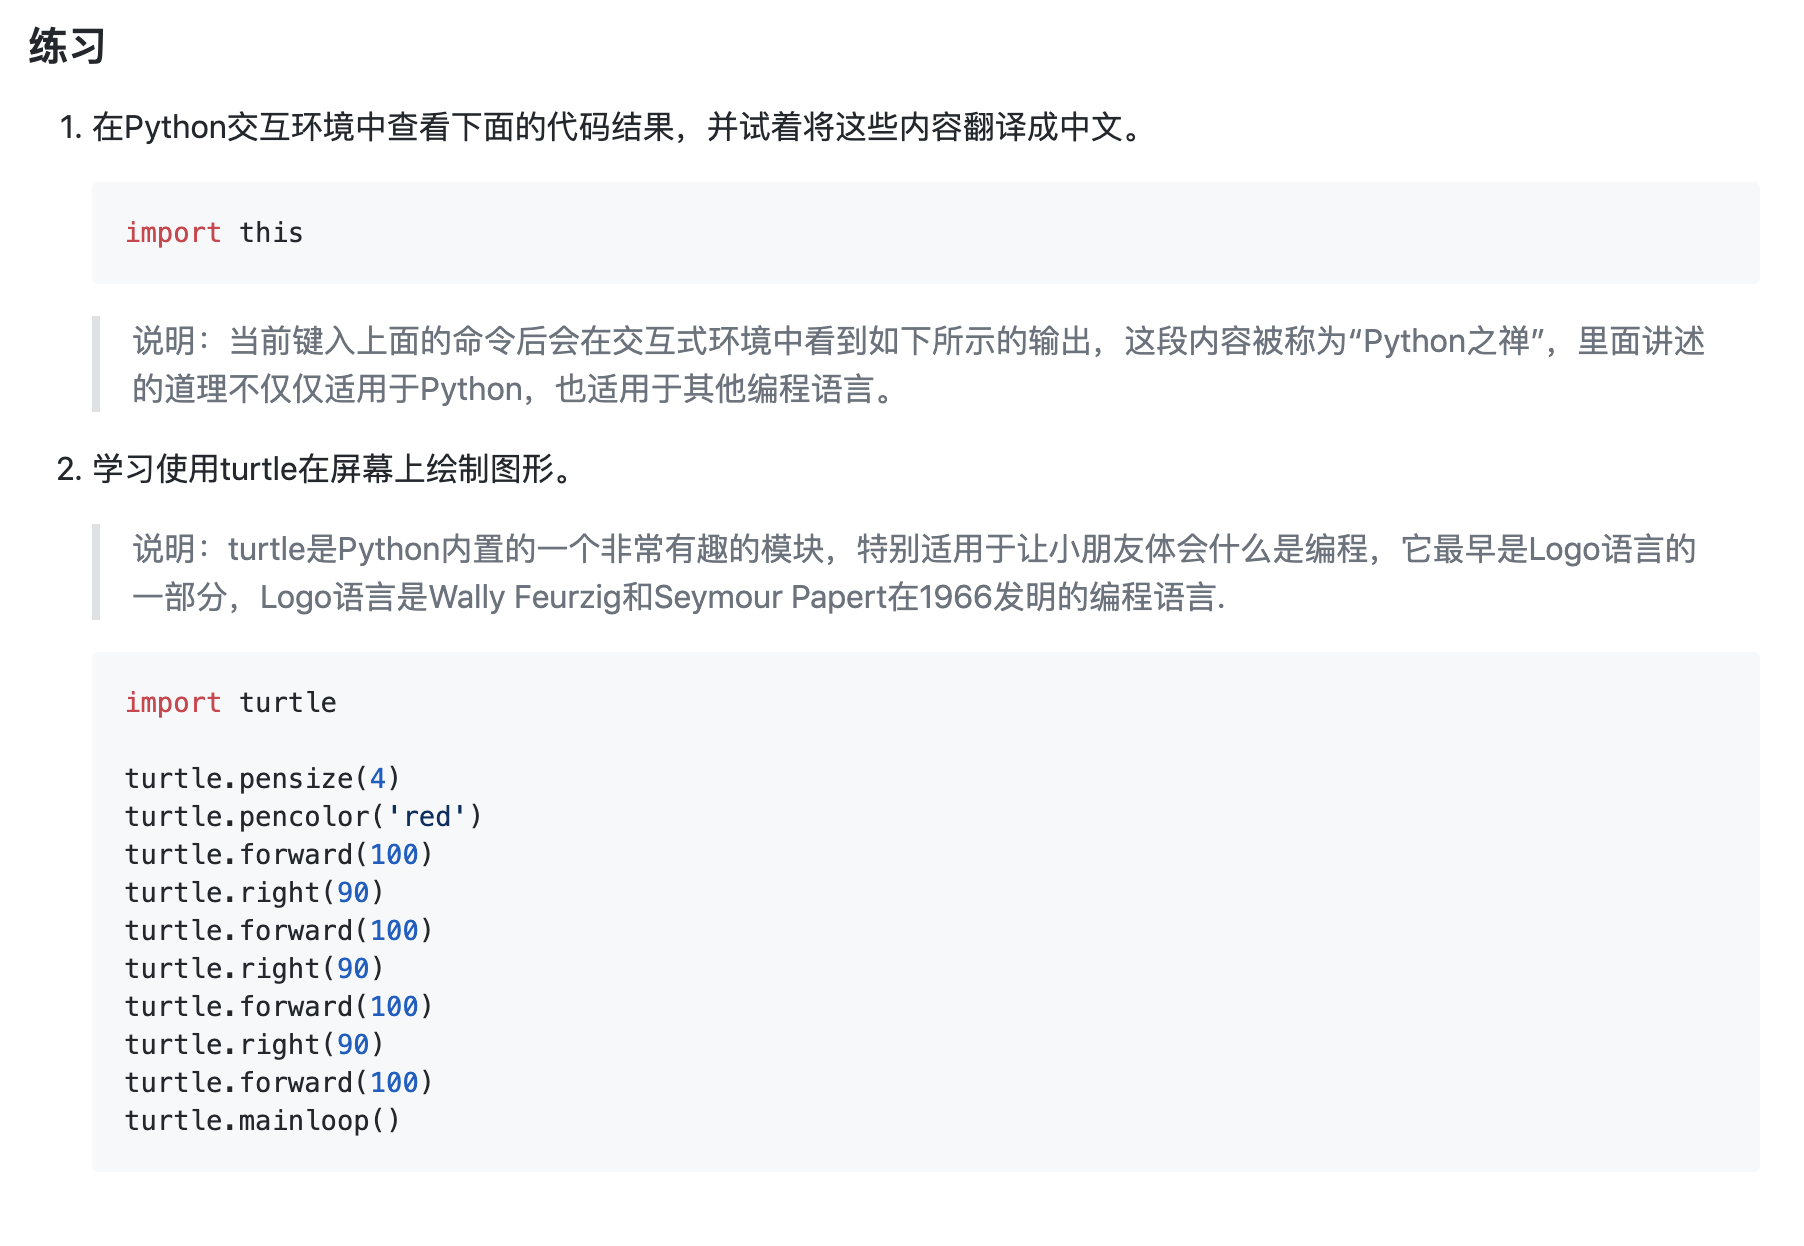 练习
1. 在Python交互环境中查看下面的代码结果，并试着将这些内容翻译成中文。
import this
说明：当前键入上面的命令后会在交互式环境中看到如下所示的输出，这段内容被称为“Python之禅”，里面讲述
的道理不仅仅适用于Python，也适用于其他编程语言。
2. 学习使用turtle在屏幕上绘制图形。
说明：turtle是Python内置的一个非常有趣的模块，特别适用于让小朋友体会什么是编程，它最早是Logo语言的
一部分，Logo语言是Wally Feurzig和Seymour Papert在1966发明的编程语言.
import turtle
turtle.pensize(4)
turtle.pencolor('red')
turtle.forward(100)
turtle.right(90)
turtle.forward(100)
turtle.right(90)
turtle.forward(100)
turtle.right(90)
turtle.forward(100)
turtle.mainloop()